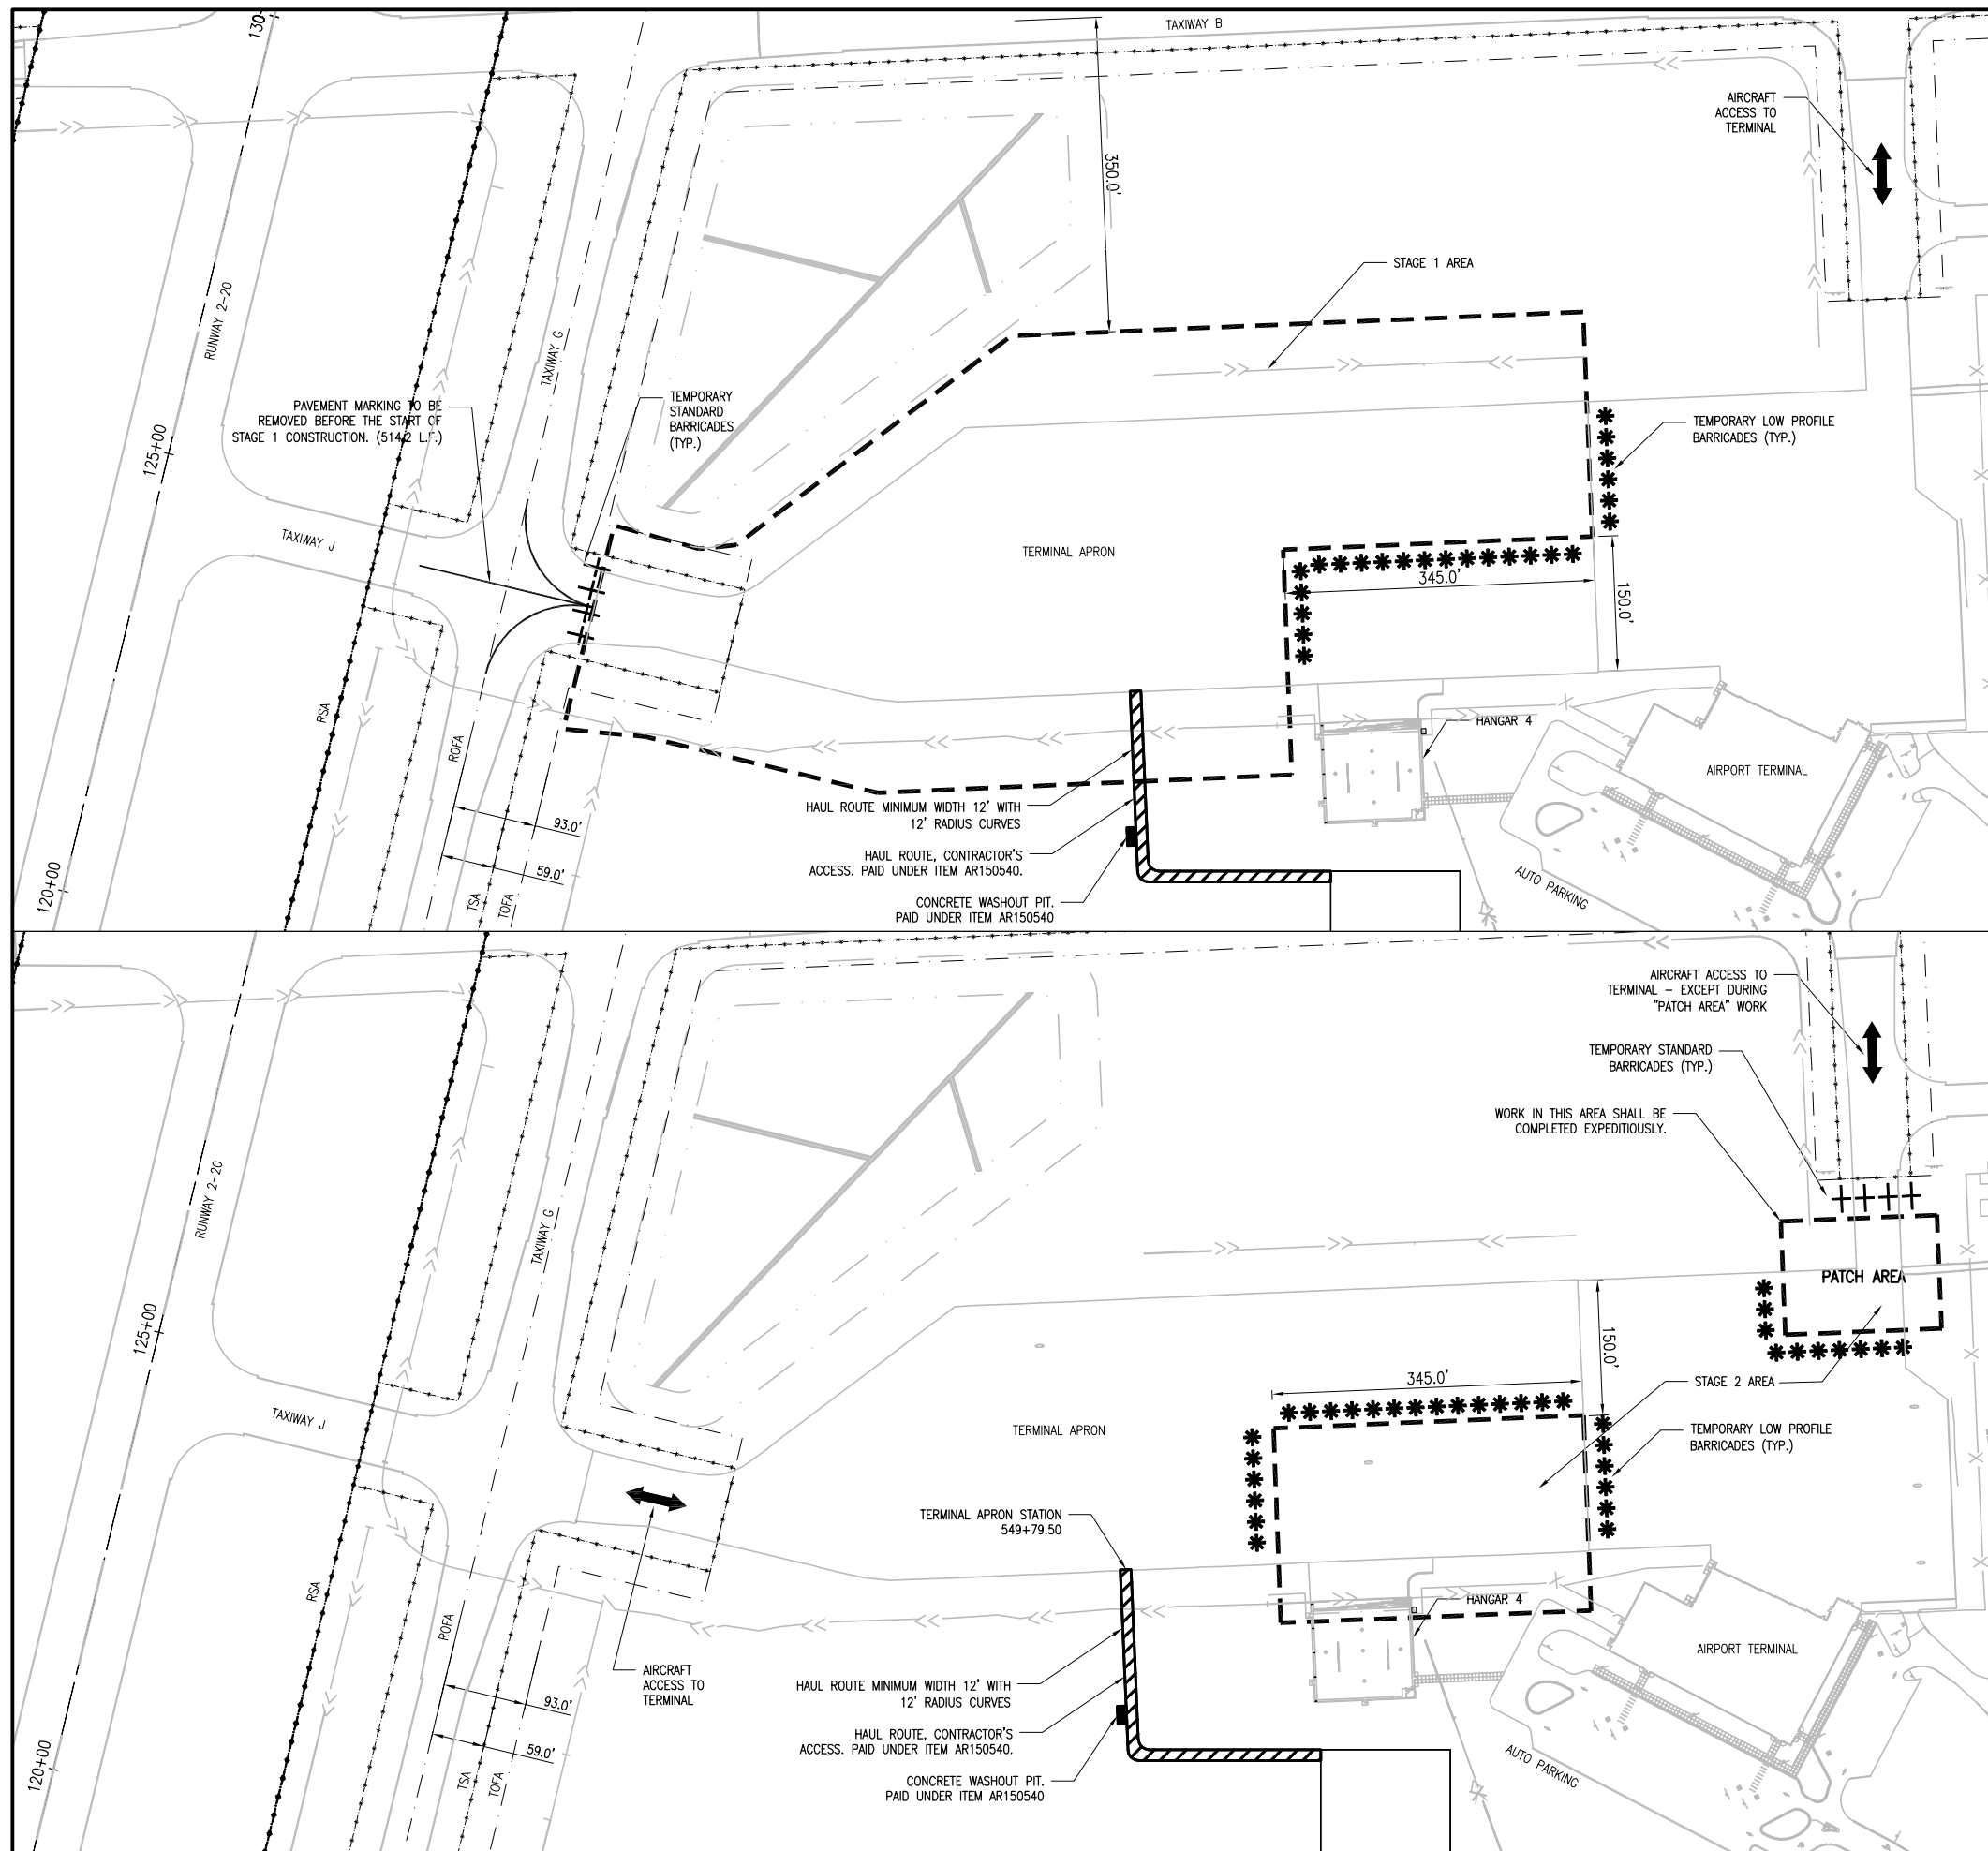 130
TAXIWAY B
AIRCRAFT
ACCESS TO
TERMINAL
350.0'
STAGE 1 AREA
RUNWAY 2-20
TAXIWAY G
TEMPORARY
STANDARD
BARRICADES
(TYP.)
PAVEMENT MARKING TO BE
REMOVED BEFORE THE START OF
STAGE 1 CONSTRUCTION. (514.2 L.F.)
TEMPORARY LOW PROFILE
BARRICADES (TYP.)
125+00
TAXIWAY J
TERMINAL APRON
345.0'
150.0'
RSA
ROFA
HANGAR 4
AIRPORT TERMINAL
HAUL ROUTE MINIMUM WIDTH 12' WITH
12' RADIUS CURVES
93.0'
HAUL ROUTE, CONTRACTOR'S
ACCESS. PAID UNDER ITEM AR150540.
59.0'
120+00
TSA
TOFA
CONCRETE WASHOUT PIT.
PAID UNDER ITEM AR150540
AUTO PARKING
AIRCRAFT ACCESS TO
TERMINAL - EXCEPT DURING
"PATCH AREA" WORK
TEMPORARY STANDARD
BARRICADES (TYP.)
WORK IN THIS AREA SHALL BE
COMPLETED EXPEDITIOUSLY.
RUNWAY 2-20
TAXIWAY G
PATCH AREA
125+00
150.0'
345.0'
STAGE 2 AREA
TAXIWAY J
TERMINAL APRON
TEMPORARY LOW PROFILE
BARRICADES (TYP.)
TERMINAL APRON STATION
549+79.50
RSA
ROFA
HANGAR 4
AIRPORT TERMINAL
AIRCRAFT
ACCESS TO
TERMINAL
HAUL ROUTE MINIMUM WIDTH 12' WITH
12' RADIUS CURVES
93.0'
HAUL ROUTE, CONTRACTOR'S
ACCESS. PAID UNDER ITEM AR150540.
59.0'
120+00
TSA
TOFA
CONCRETE WASHOUT PIT.
PAID UNDER ITEM AR150540
AUTO PARKING